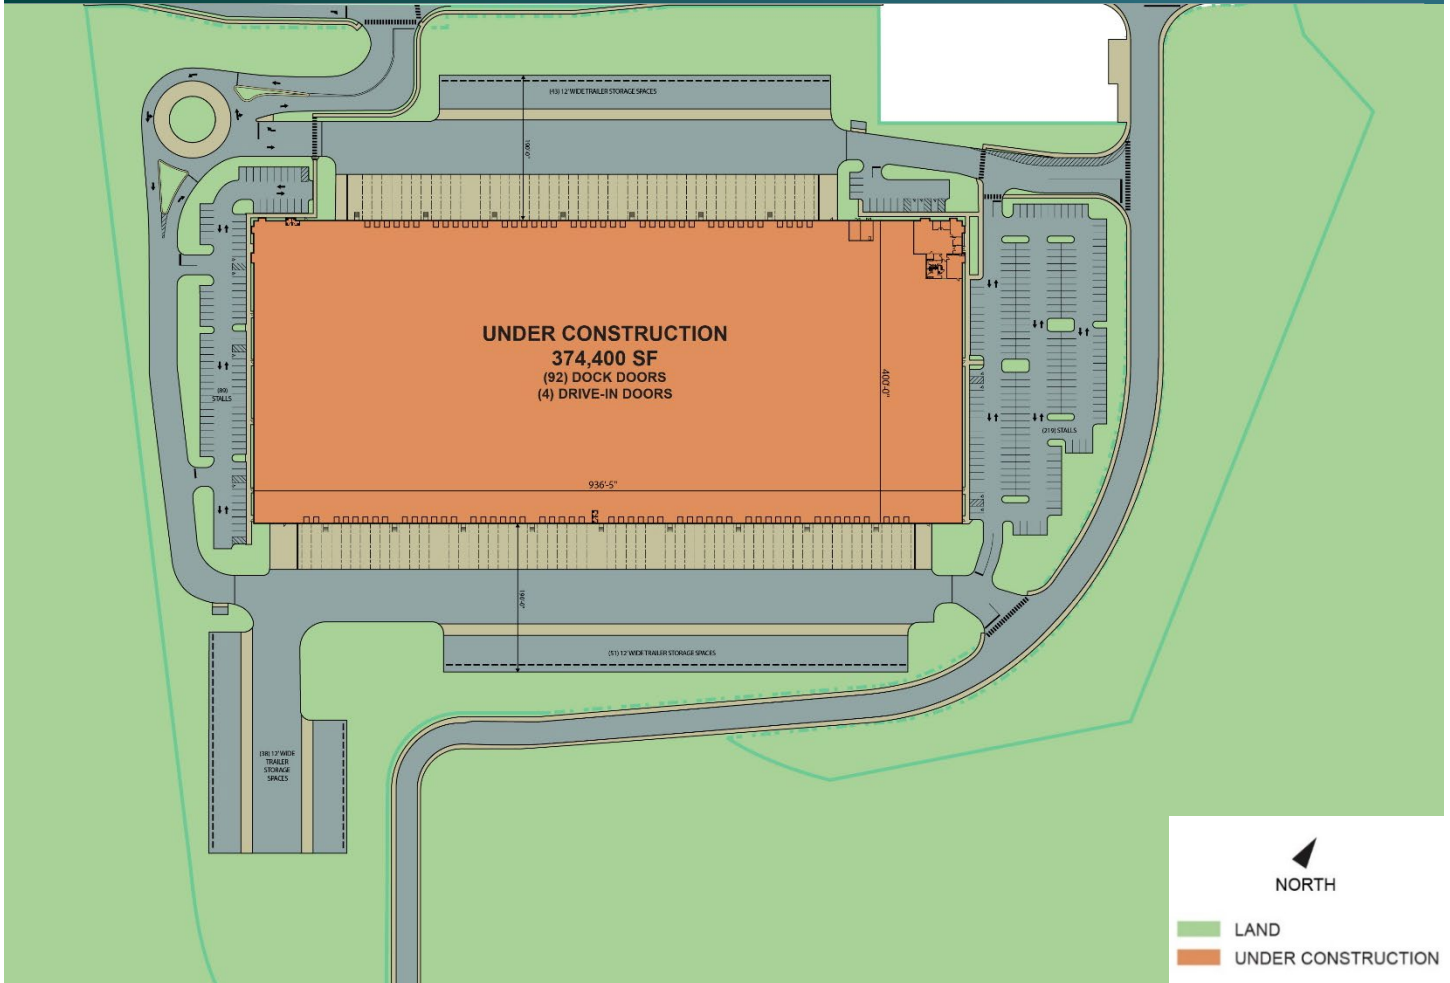 (43) 12' WIDE TRAILER STORAGE SPACES
UNDER CONSTRUCTION
374,400 SF
(92) DOCK DOORS
(4) DRIVE-IN DOORS
400'-0"
STALLS
(219) STALLS
936'-5"
(51) 12' WIDE TRAILER STORAGE SPACES
(38) 12' WIDE
TRAILER
STORAGE
SPACES
NORTH
LAND
UNDER CONSTRUCTION